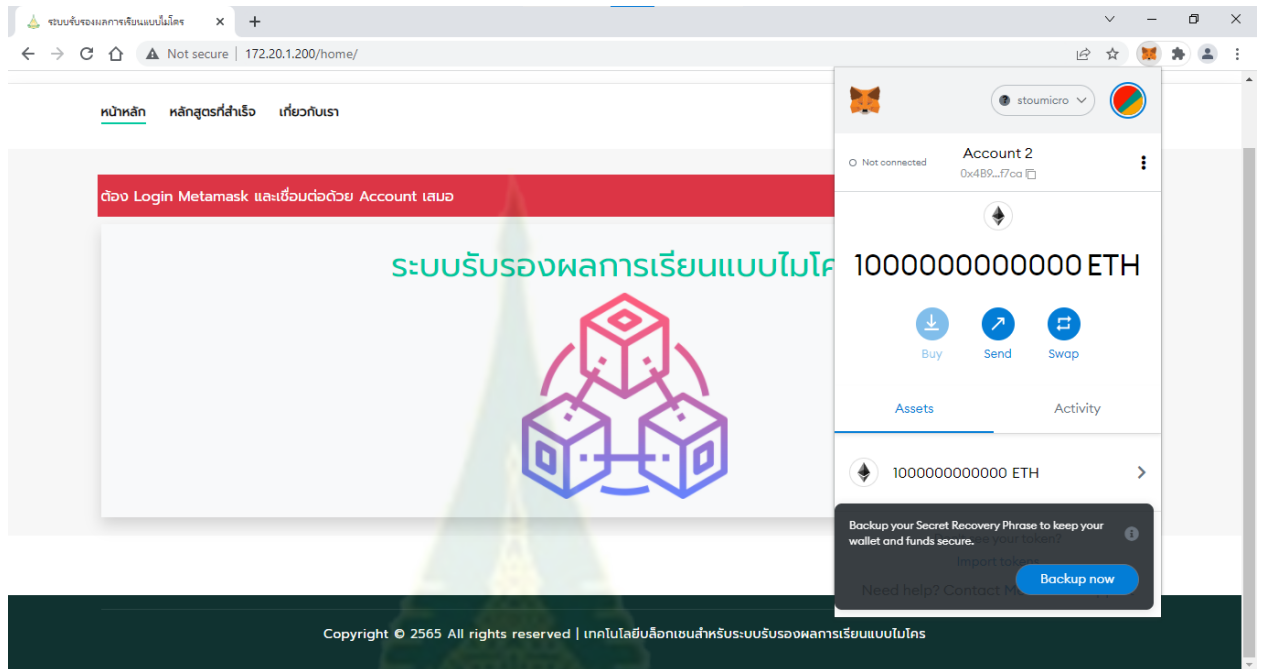 ระบบรับรองผลการเรียนแบบไมโคร
Not secure
172.20.1.200/home/
หน้าหลัก
หลักสูตรที่สำเร็จ
เกี่ยวกับเรา
ต้อง Login Metamask และเชื่อมต่อด้วย Account เสมอ
ระบบรับรองผลการเรียนแบบไมโค
stoumicro
Not connected
Account 2
0x4B9...f7ca
1000000000000 ETH
Buy
Send
Swap
Assets
Activity
1000000000000 ETH
Backup your Secret Recovery Phrase to keep your
wallet and funds secure.
see your token?
Import tokens
Backup now
Need help? Contact M
Copyright © 2565 All rights reserved | เทคโนโลยีบล็อกเชนสำหรับระบบรับรองผลการเรียนแบบไมโคร